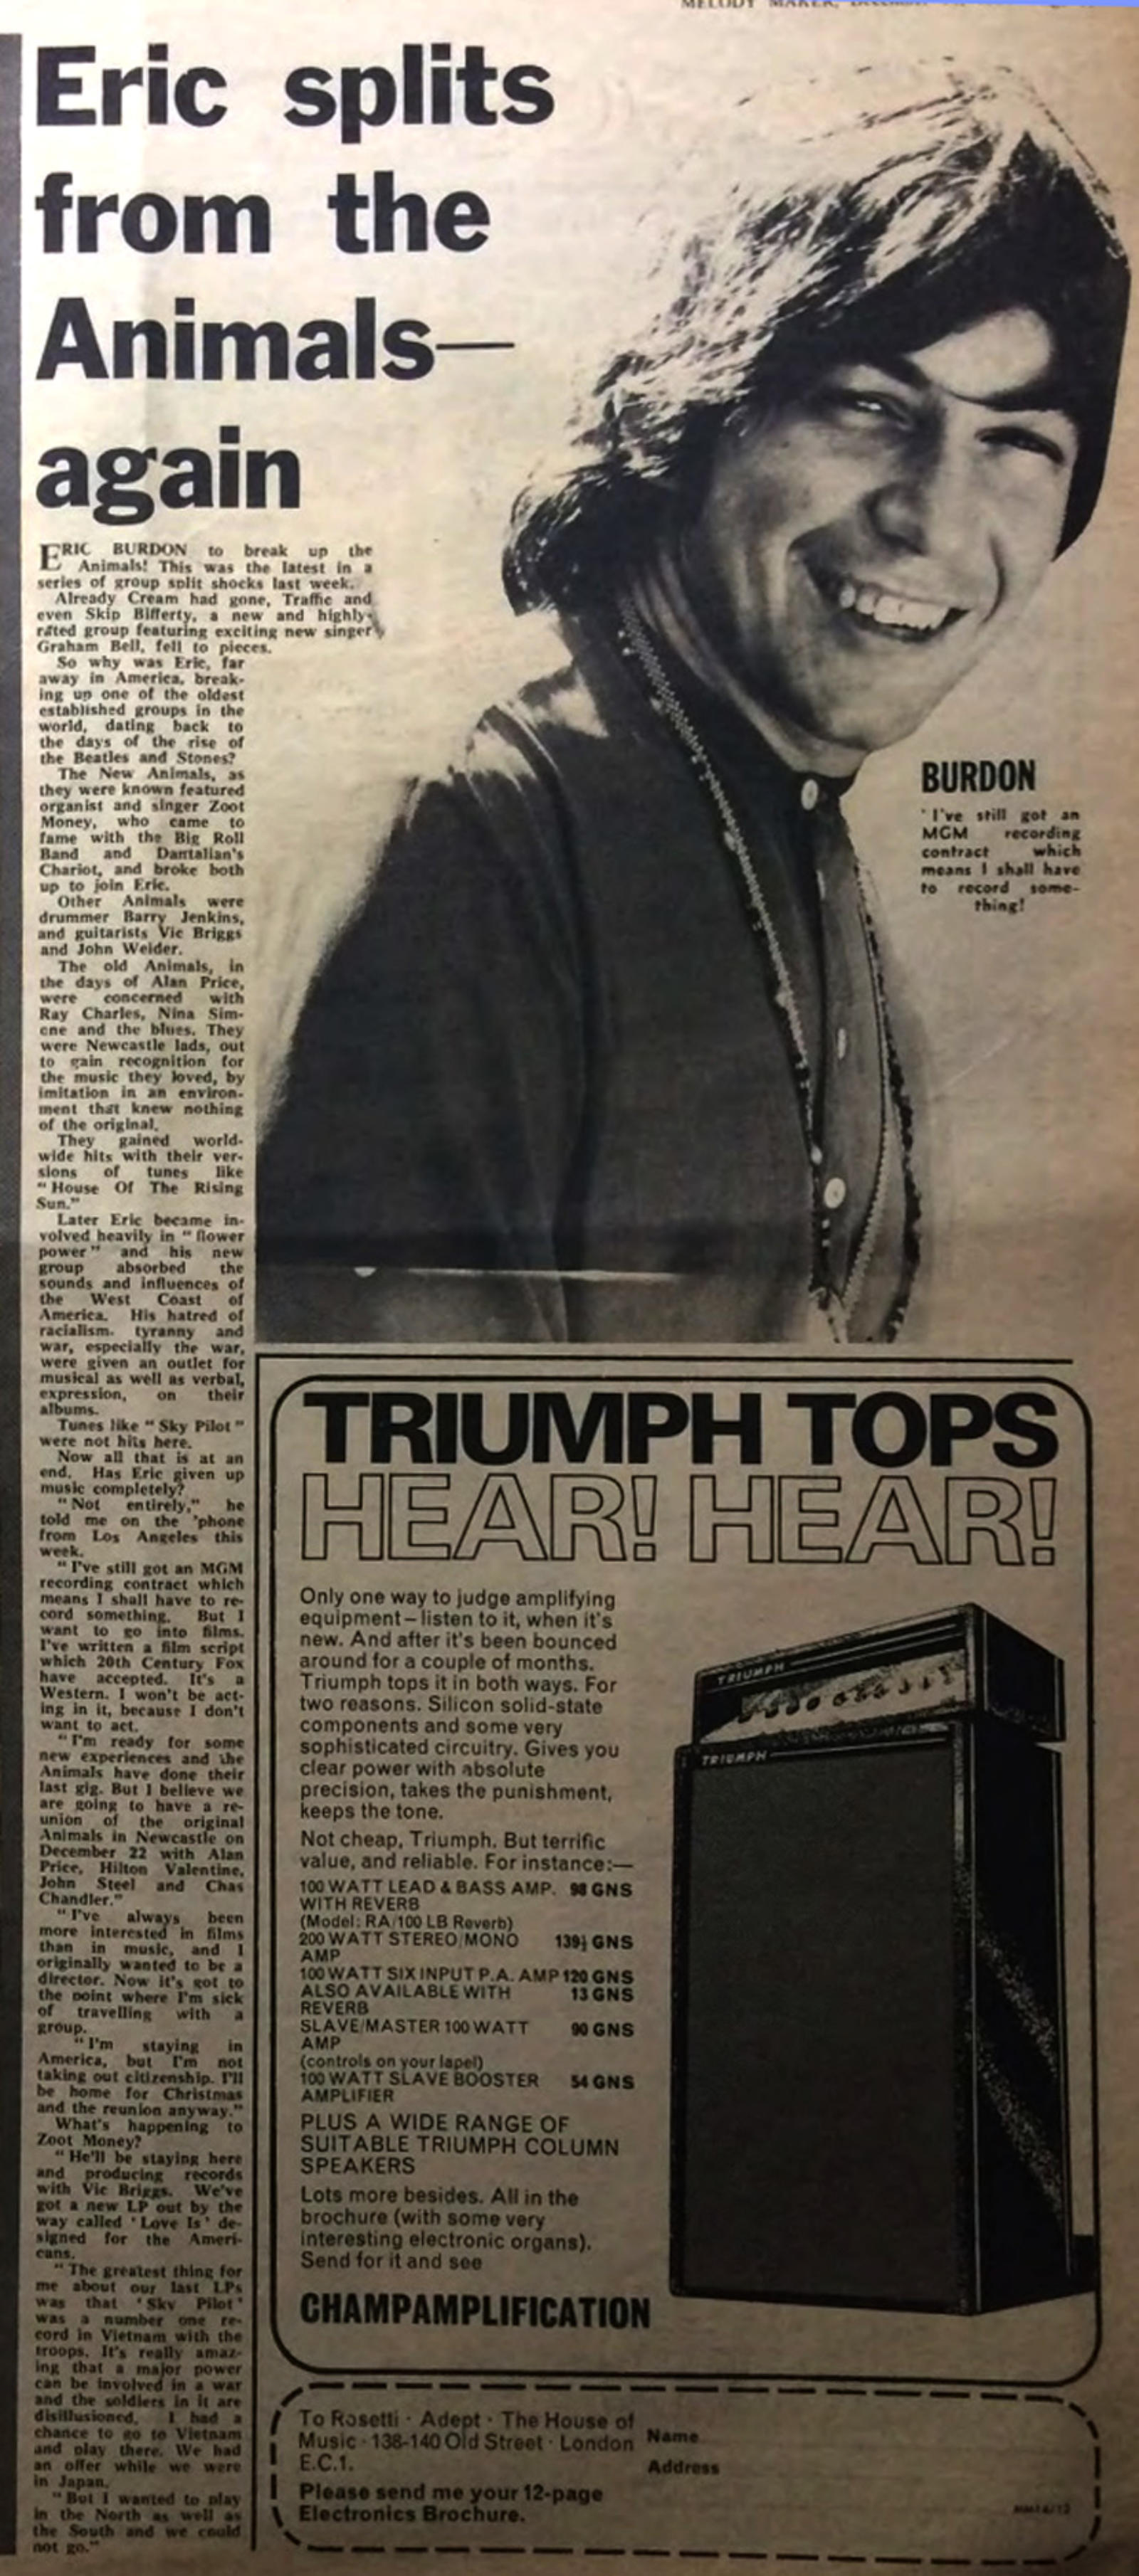 MELODY MAKER,
Eric splits
from the
Animals—
again
ERIC BURDON to break up the
Animals! This was the latest in a
series of group split shocks last week.
Already Cream had gone, Traffic and
even Skip Bifferty, a new and highly-
rated group featuring exciting new singer
Graham Bell, fell to pieces.
So why was Eric, far
away in America, break-
ing up one of the oldest
established groups in the
world, dating back to
the days of the rise of
the Beatles and Stones?
The New Animals, as
they were known featured
organist and singer Zoot
Money, who came to
fame with the Big Roll
Band and Dantalian's
Chariot, and broke both
up to join Eric.
Other Animals were
drummer Barry Jenkins,
and guitarists Vic Briggs
and John Weider.
The old Animals, in
the days of Alan Price,
were concerned with
Ray Charles, Nina Sim-
one and the blues. They
were Newcastle lads, out
to gain recognition for
the music they loved, by
imitation in an environ-
ment that knew nothing
of the original.
They gained world-
wide hits with their ver-
sions of tunes like
"House Of The Rising
Sun."
Later Eric became in-
volved heavily in "flower
power" and his new
group absorbed the
sounds and influences of
the West Coast of
America. His hatred of
racialism, tyranny and
war, especially the war,
were given an outlet for
musical as well as verbal,
expression, on their
albums.
Tunes like "Sky Pilot"
were not hits here.
Now all that is at an
end. Has Eric given up
music completely?
"Not entirely," he
told me on the 'phone
from Los Angeles this
week.
"I've still got an MGM
recording contract which
means I shall have to re-
cord something. But I
want to go into films.
I've written a film script
which 20th Century Fox
have accepted. It's a
Western. I won't be act-
ing in it, because I don't
want to act.
"I'm ready for some
new experiences and the
Animals have done their
last gig. But I believe we
are going to have a re-
union of the original
Animals in Newcastle on
December 22 with Alan
Price, Hilton Valentine,
John Steel and Chas
Chandler."
"I've always been
more interested in films
than in music, and I
originally wanted to be a
director. Now it's got to
the point where I'm sick
of travelling with a
group.
"I'm staying in
America, but I'm not
taking out citizenship. I'll
be home for Christmas
and the reunion anyway."
What's happening to
Zoot Money?
"He'll be staying here
and producing records
with Vic Briggs. We've
got a new LP out by the
way called 'Love Is' de-
signed for the Ameri-
cans.
"The greatest thing for
me about our last LPs
was that 'Sky Pilot'
was a number one re-
cord in Vietnam with the
troops. It's really amaz-
ing that a major power
can be involved in a war
and the soldiers in it are
disillusioned. I had a
chance to go to Vietnam
and play there. We had
an offer while we were
in Japan.
"But I wanted to play
in the North as well as
the South and we could
not go."
BURDON
'I've still got an
MGM recording
contract which
means I shall have
to record some-
thing!
TRIUMPH TOPS
HEAR! HEAR!
Only one way to judge amplifying
equipment – listen to it, when it's
new. And after it's been bounced
around for a couple of months.
Triumph tops it in both ways. For
two reasons. Silicon solid-state
components and some very
sophisticated circuitry. Gives you
clear power with absolute
precision, takes the punishment,
keeps the tone.
Not cheap, Triumph. But terrific
value, and reliable. For instance:—
100 WATT LEAD & BASS AMP. 98 GNS
WITH REVERB
(Model: RA/100 LB Reverb)
200 WATT STEREO/MONO 139½ GNS
AMP
100 WATT SIX INPUT P.A. AMP 120 GNS
ALSO AVAILABLE WITH 13 GNS
REVERB
SLAVE/MASTER 100 WATT 90 GNS
AMP
(controls on your lapel)
100 WATT SLAVE BOOSTER 54 GNS
AMPLIFIER
PLUS A WIDE RANGE OF
SUITABLE TRIUMPH COLUMN
SPEAKERS
Lots more besides. All in the
brochure (with some very
interesting electronic organs).
Send for it and see
CHAMPAMPLIFICATION
TRIUMPH
TRIUMPH
To Rosetti · Adept · The House of
Music · 138-140 Old Street · London
E.C.1.
Please send me your 12-page
Electronics Brochure.
Name
Address